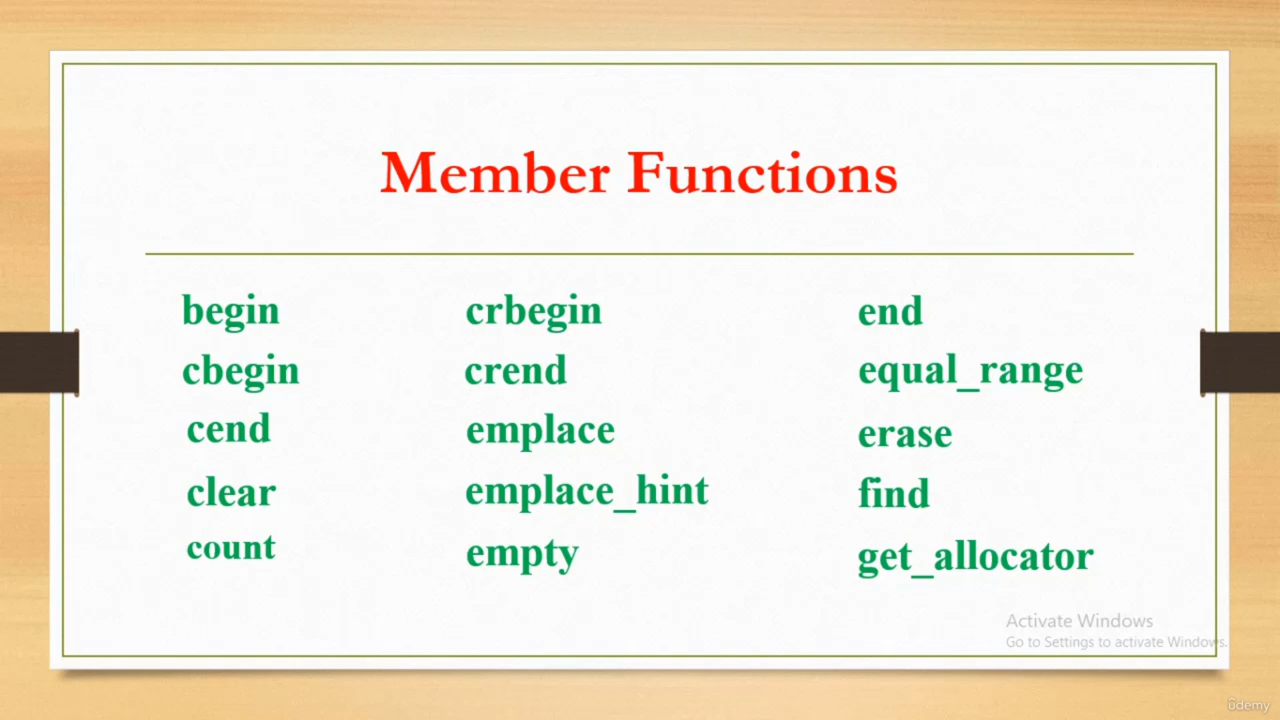 Member Functions
begin
cbegin
cend
clear
count
crbegin
crend
emplace
emplace_hint
empty
end
equal_range
erase
find
get_allocator
Activate Windows
Go to Settings to activate Windows.
ûdemy